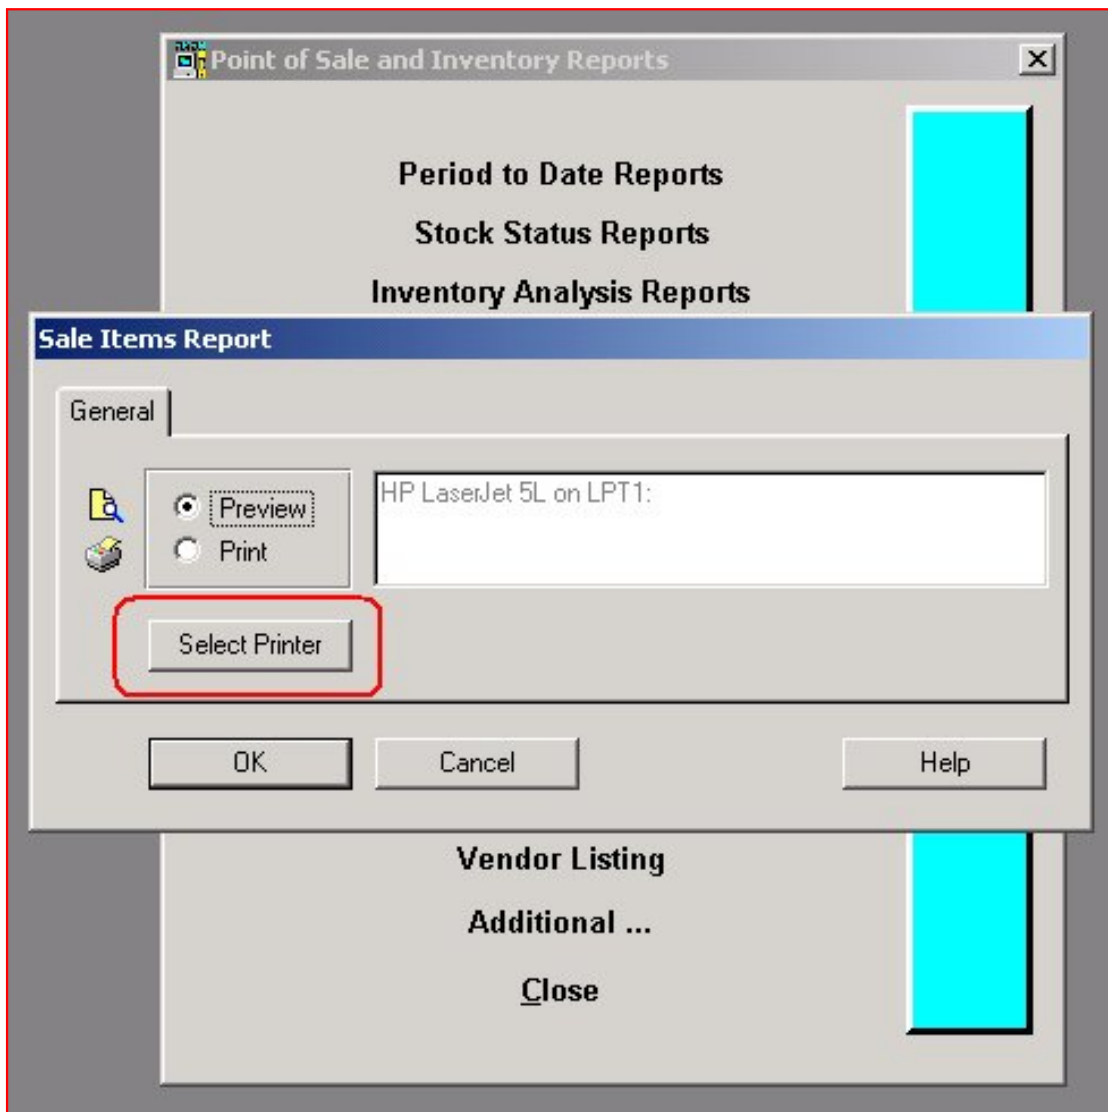 Point of Sale and Inventory Reports
Period to Date Reports
Stock Status Reports
Inventory Analysis Reports
Sale Items Report
General
Preview
Print
HP LaserJet 5L on LPT1:
Select Printer
OK
Cancel
Help
Vendor Listing
Additional ...
Close